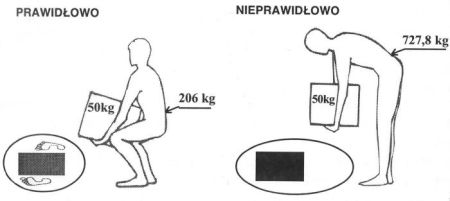 PRAWIDŁOWO
50kg
206 kg
NIEPRAWIDŁOWO
727,8 kg
50kg